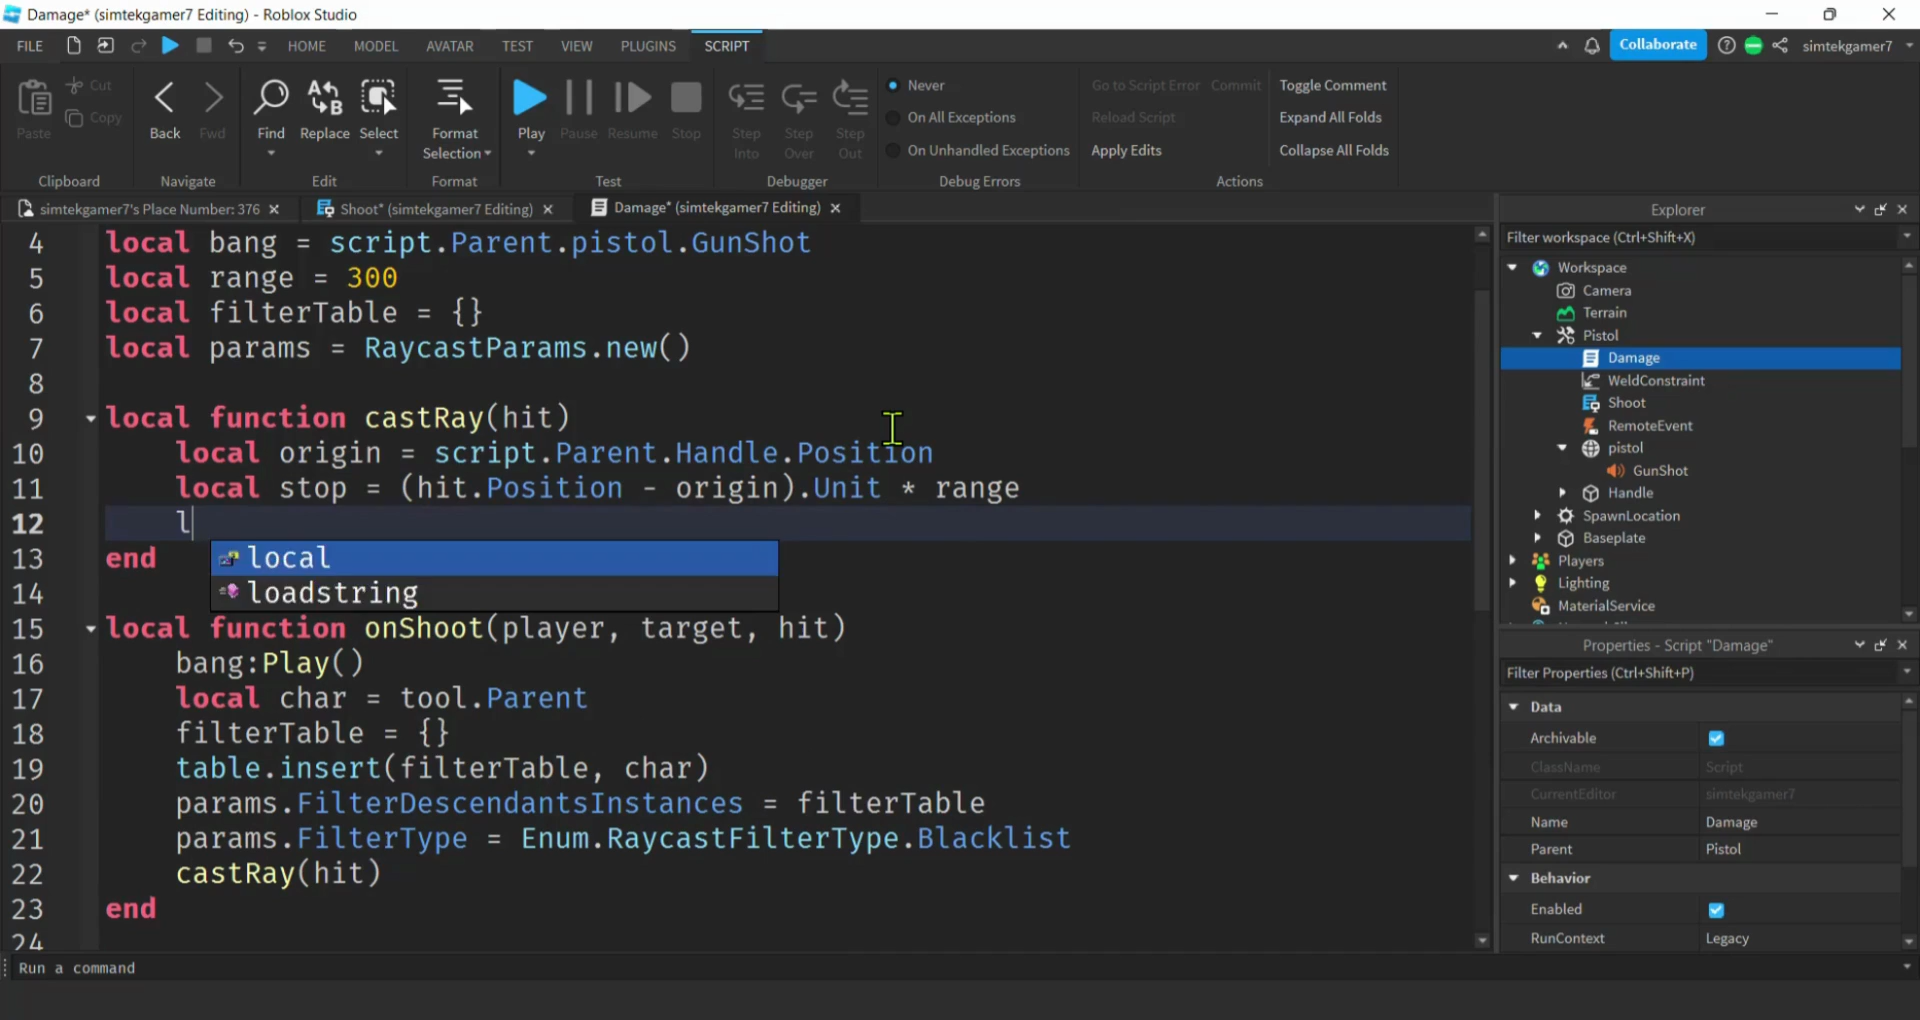 Damage* (simtekgamer7 Editing) - Roblox Studio
FILE HOME MODEL AVATAR TEST VIEW PLUGINS SCRIPT Collaborate simtekgamer7
Paste Cut Copy
Clipboard
Back Fwd
Navigate
Find Replace Select
Edit
Format Selection
Format
Play Pause Resume Stop
Test
Step Into Step Over Step Out
Debugger
Never
On All Exceptions
On Unhandled Exceptions
Debug Errors
Go to Script Error Commit
Reload Script
Apply Edits
Toggle Comment
Expand All Folds
Collapse All Folds
Actions
simtekgamer7's Place Number: 376 Shoot* (simtekgamer7 Editing) Damage* (simtekgamer7 Editing)
4 local bang = script.Parent.pistol.GunShot
5 local range = 300
6 local filterTable = {}
7 local params = RaycastParams.new()
8
9 local function castRay(hit)
10 local origin = script.Parent.Handle.Position
11 local stop = (hit.Position - origin).Unit * range
12 l
local
loadstring
13 end
14
15 local function onShoot(player, target, hit)
16 bang:Play()
17 local char = tool.Parent
18 filterTable = {}
19 table.insert(filterTable, char)
20 params.FilterDescendantsInstances = filterTable
21 params.FilterType = Enum.RaycastFilterType.Blacklist
22 castRay(hit)
23 end
24
Run a command
Explorer
Filter workspace (Ctrl+Shift+X)
Workspace
Camera
Terrain
Pistol
Damage
WeldConstraint
Shoot
RemoteEvent
pistol
GunShot
Handle
SpawnLocation
Baseplate
Players
Lighting
MaterialService
Properties - Script "Damage"
Filter Properties (Ctrl+Shift+P)
Data
Archivable
ClassName Script
CurrentEditor simtekgamer7
Name Damage
Parent Pistol
Behavior
Enabled
RunContext Legacy